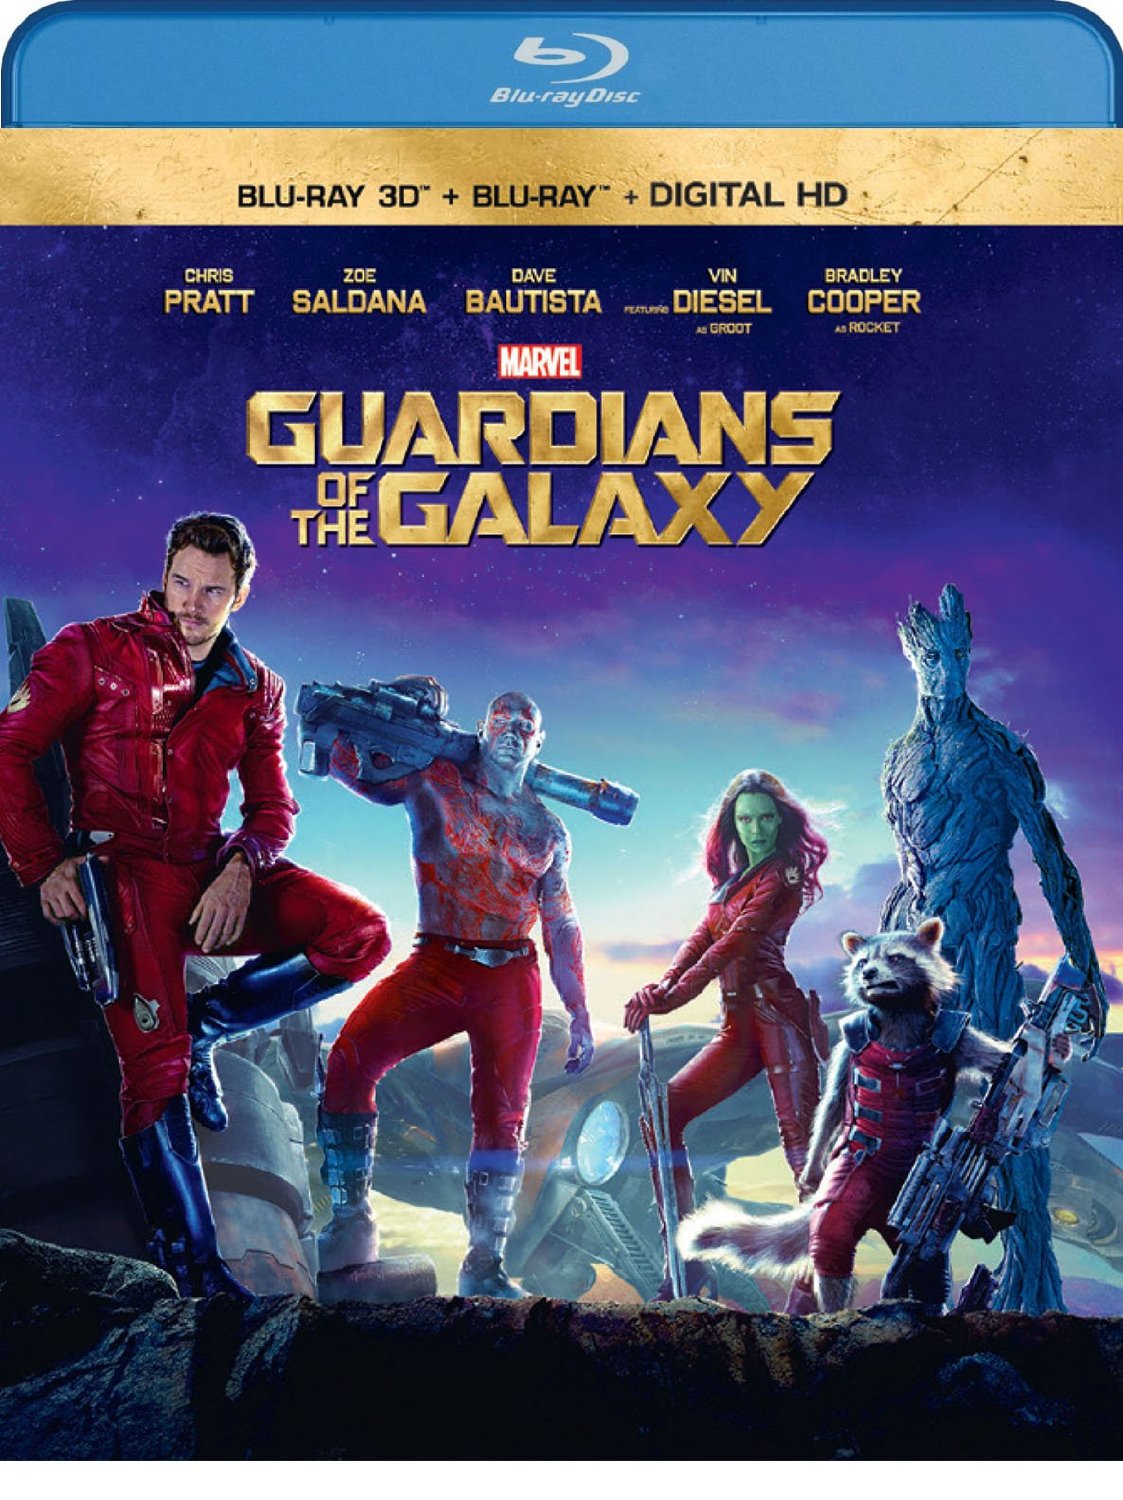 Blu-ray Disc
BLU-RAY 3D™ + BLU-RAY™ + DIGITAL HD
CHRIS PRATT
ZOE SALDANA
DAVE BAUTISTA
FEATURING VIN DIESEL AS GROOT
BRADLEY COOPER AS ROCKET
MARVEL
GUARDIANS
OF THE GALAXY